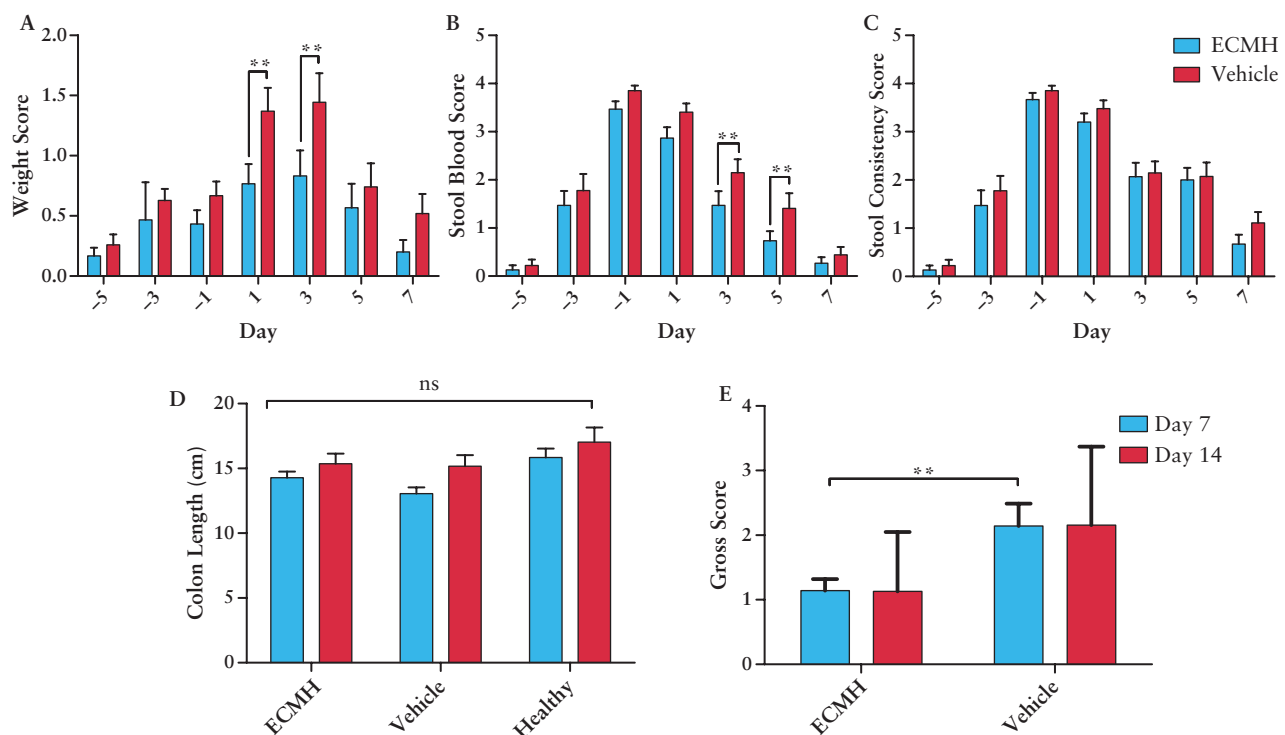 A
Weight Score
2.0
1.5
1.0
0.5
0.0
**
**
–5
–3
–1
1
3
5
7
Day
B
Stool Blood Score
5
4
3
2
1
0
**
**
–5
–3
–1
1
3
5
7
Day
C
Stool Consistency Score
5
4
3
2
1
0
–5
–3
–1
1
3
5
7
Day
ECMH
Vehicle
D
Colon Length (cm)
20
15
10
5
0
ns
ECMH
Vehicle
Healthy
E
Gross Score
4
3
2
1
0
**
ECMH
Vehicle
Day 7
Day 14